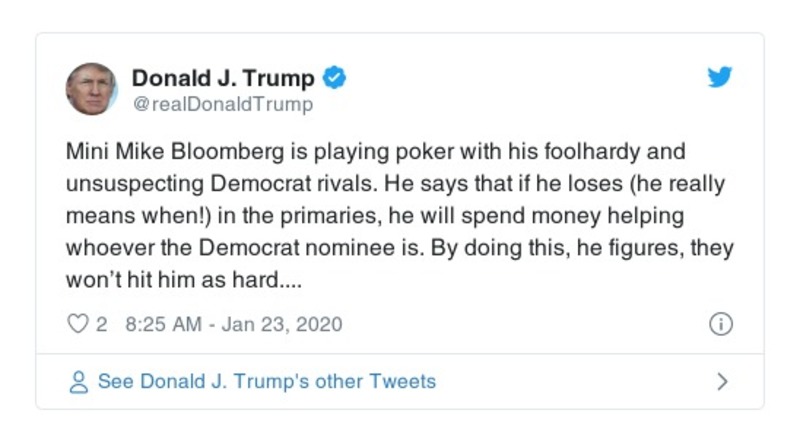 Donald J. Trump
@realDonaldTrump
Mini Mike Bloomberg is playing poker with his foolhardy and
unsuspecting Democrat rivals. He says that if he loses (he really
means when!) in the primaries, he will spend money helping
whoever the Democrat nominee is. By doing this, he figures, they
won’t hit him as hard....
2 8:25 AM - Jan 23, 2020
See Donald J. Trump's other Tweets